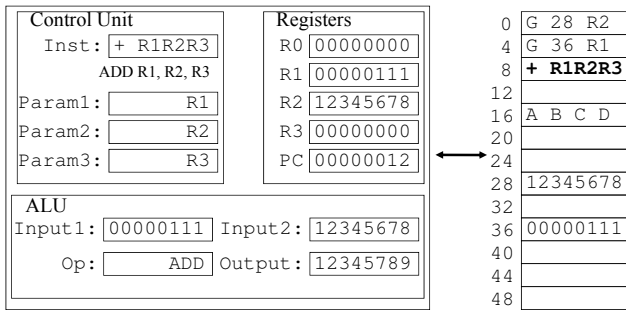 Control Unit
Inst: + R1R2R3
ADD R1, R2, R3
Param1: R1
Param2: R2
Param3: R3
Registers
R0 00000000
R1 00000111
R2 12345678
R3 00000000
PC 00000012
ALU
Input1: 00000111 Input2: 12345678
Op: ADD Output: 12345789
0 G 28 R2
4 G 36 R1
8 + R1R2R3
12
16 A B C D
20
24
28 12345678
32
36 00000111
40
44
48